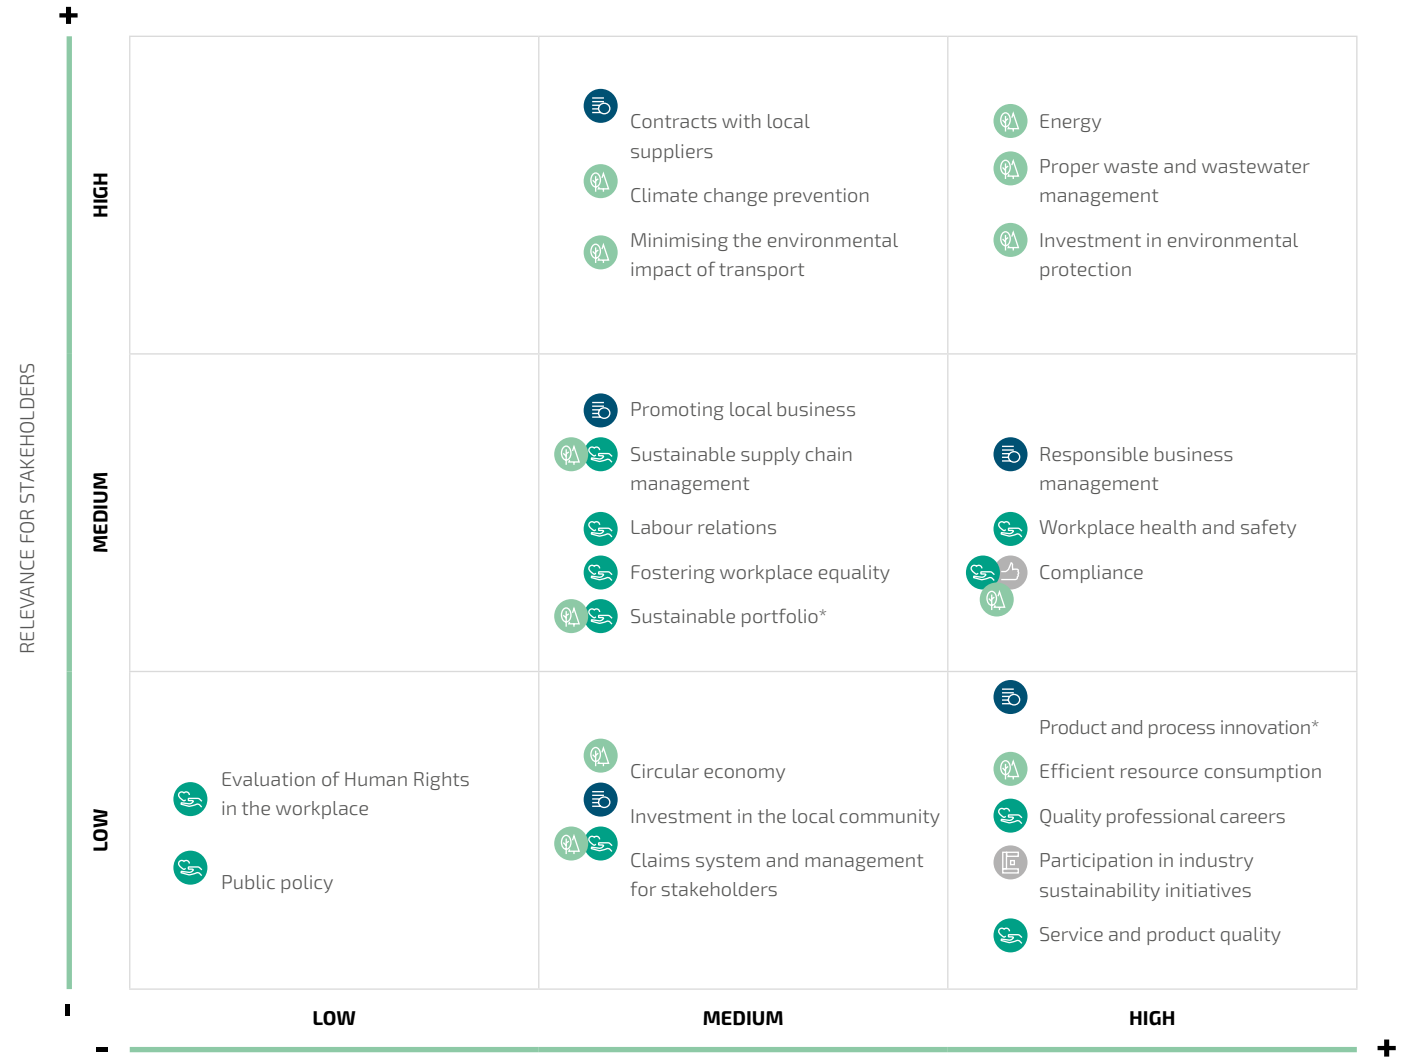 +
RELEVANCE FOR STAKEHOLDERS
HIGH
Contracts with local
suppliers
Climate change prevention
Minimising the environmental
impact of transport
Energy
Proper waste and wastewater
management
Investment in environmental
protection
MEDIUM
Promoting local business
Sustainable supply chain
management
Labour relations
Fostering workplace equality
Sustainable portfolio*
Responsible business
management
Workplace health and safety
Compliance
LOW
Evaluation of Human Rights
in the workplace
Public policy
Circular economy
Investment in the local community
Claims system and management
for stakeholders
Product and process innovation*
Efficient resource consumption
Quality professional careers
Participation in industry
sustainability initiatives
Service and product quality
-
LOW
MEDIUM
HIGH
-
+